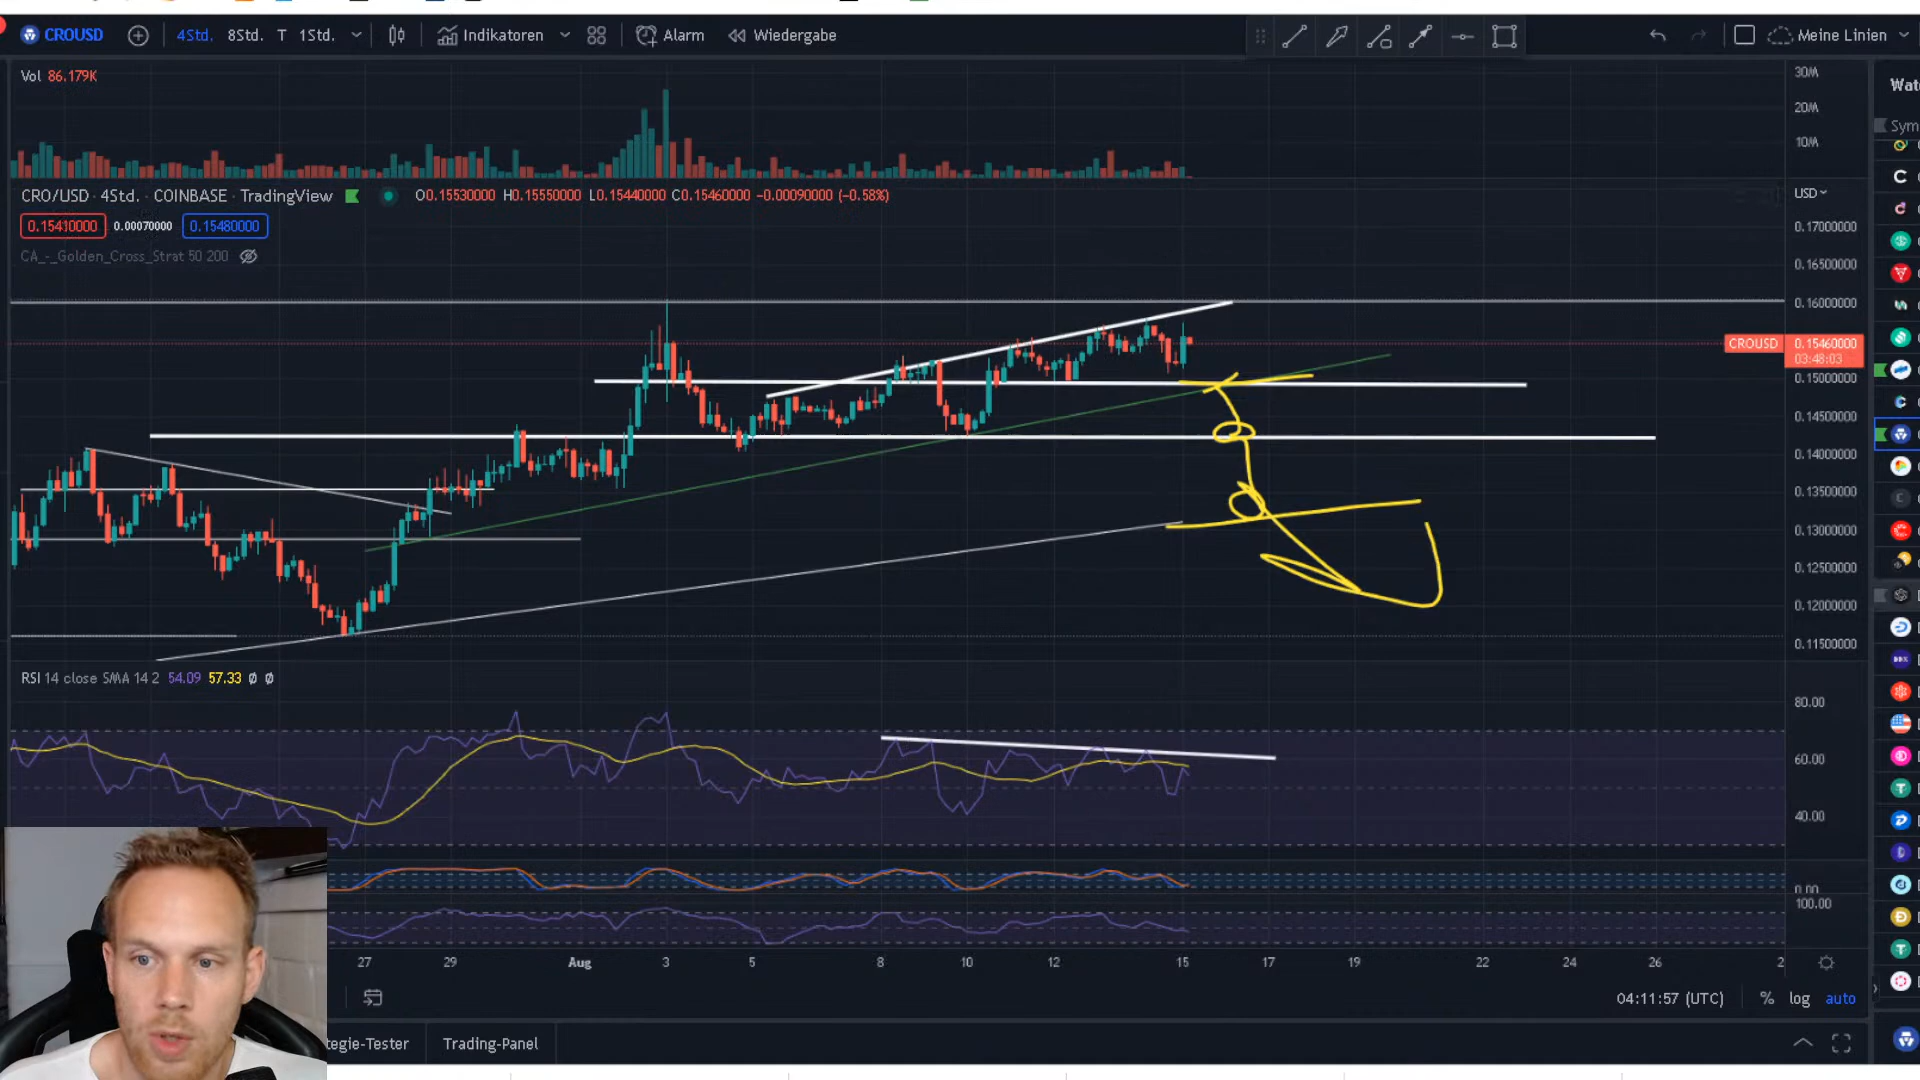 CROUSD 4Std. 8Std. T 1Std. Indikatoren Alarm Wiedergabe Meine Linien
Vol 86.179K
30M
20M
10M
Wat
Sym
CRO/USD · 4Std. · COINBASE · TradingView O0.15530000 H0.15550000 L0.15440000 C0.15460000 −0.00090000 (−0.58%)
USD
0.15410000 0.00070000 0.15480000
CA_-_Golden_Cross_Strat 50 200
0.17000000
0.16500000
0.16000000
CROUSD 0.15460000
03:48:03
0.15000000
0.14500000
0.14000000
0.13500000
0.13000000
0.12500000
0.12000000
0.11500000
RSI 14 close SMA 14 2 54.09 57.33 Ø Ø
80.00
60.00
40.00
0.00
100.00
27 29 Aug 3 5 8 10 12 15 17 19 22 24 26 2
04:11:57 (UTC) % log auto
tegie-Tester Trading-Panel